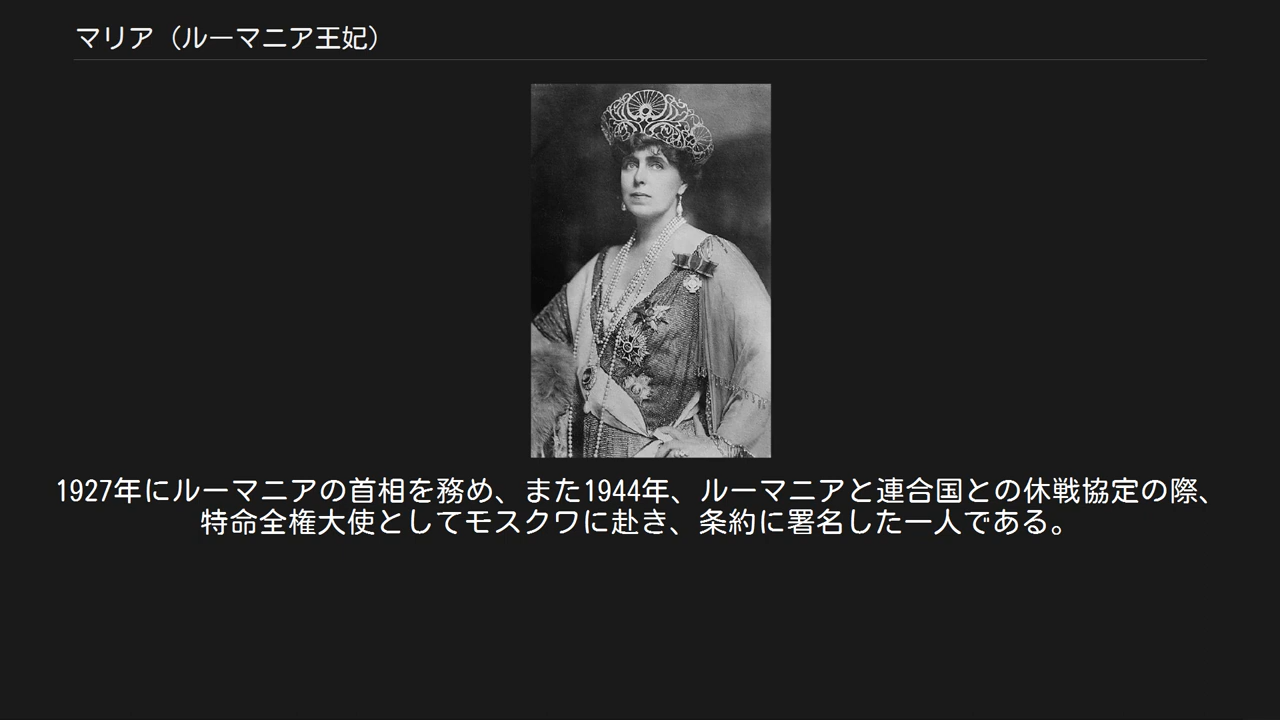 マリア（ルーマニア王妃）
1927年にルーマニアの首相を務め、また1944年、ルーマニアと連合国との休戦協定の際、
特命全権大使としてモスクワに赴き、条約に署名した一人である。